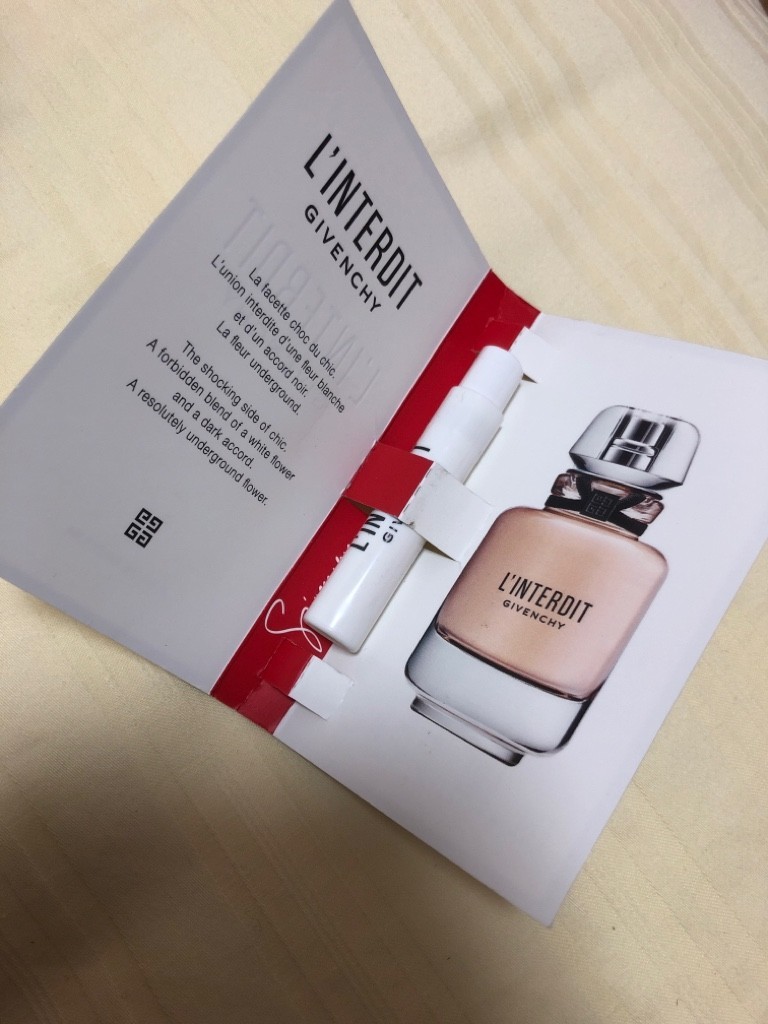 L'INTERDIT
GIVENCHY
La facette choc du chic.
L'union interdite d'une fleur blanche
et d'un accord noir.
La fleur underground.
The shocking side of chic.
A forbidden blend of a white flower
and a dark accord.
A resolutely underground flower.
L'INTERDIT
GIVENCHY